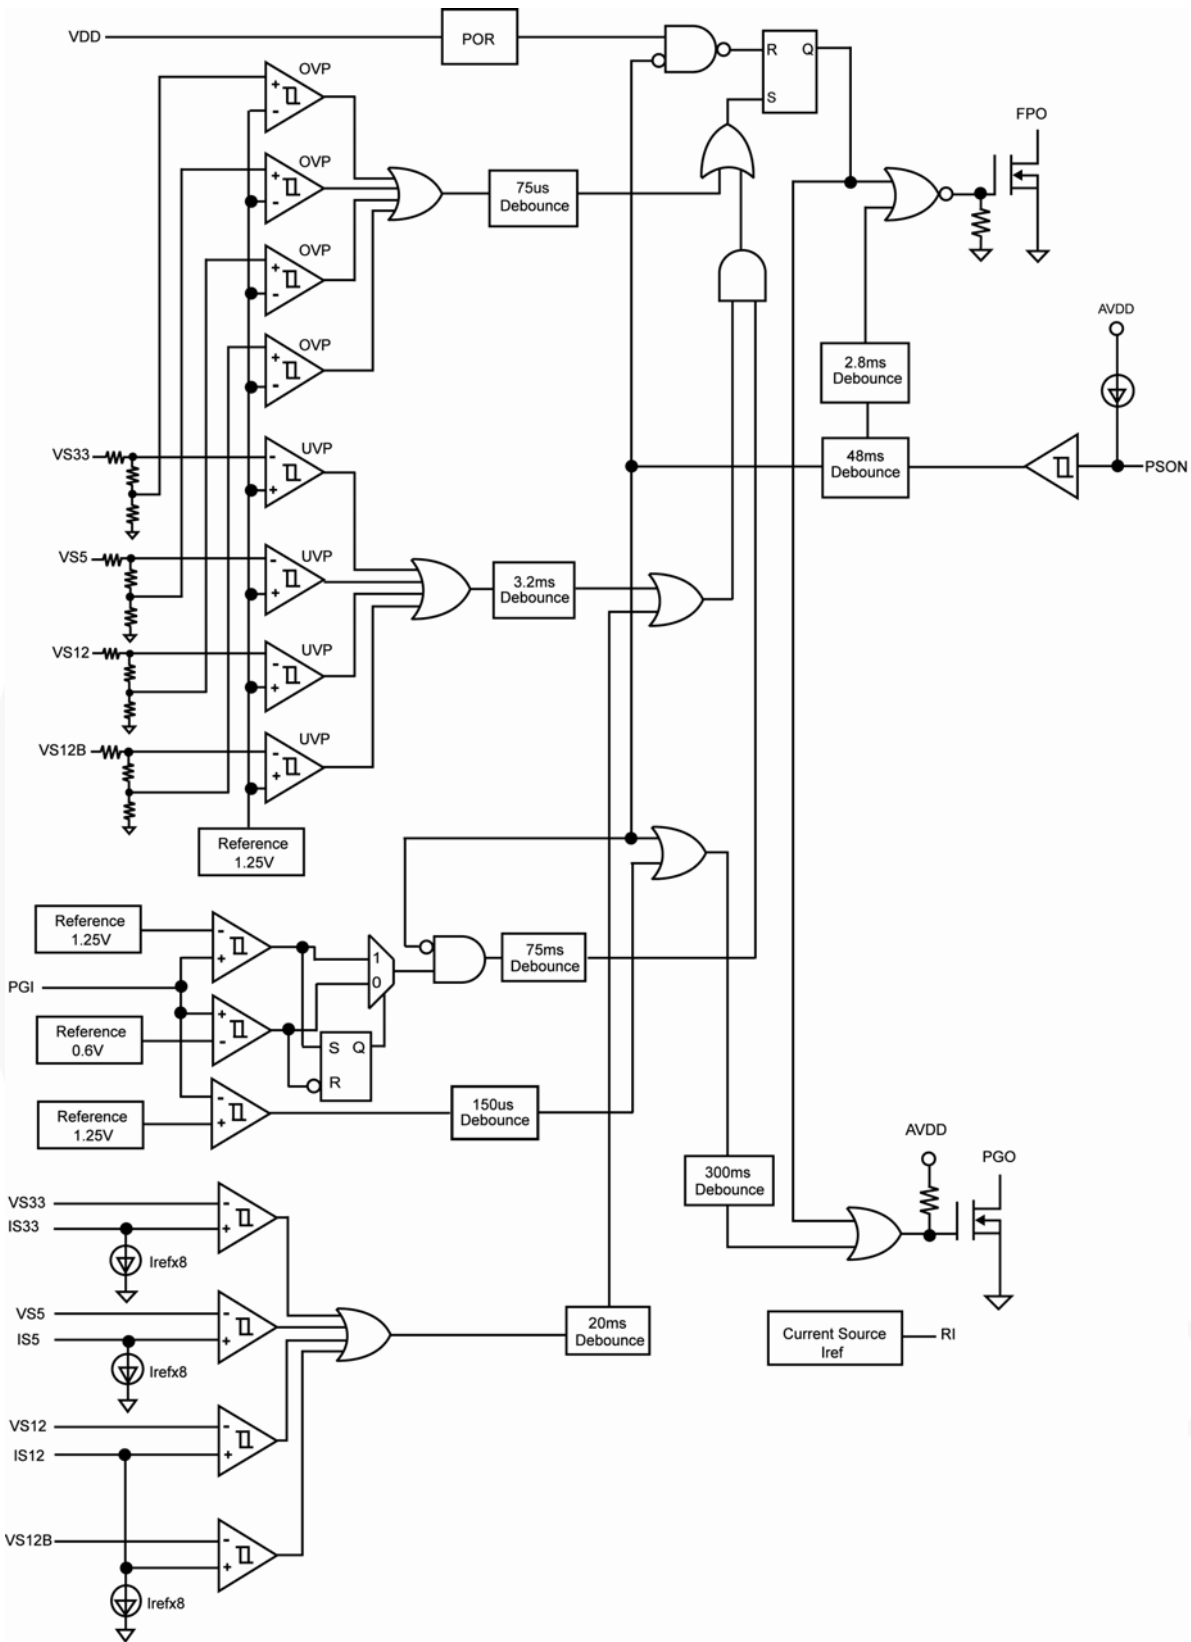 VDD
POR
R
Q
S
OVP
+
-
OVP
+
-
OVP
+
-
OVP
+
-
75us
Debounce
FPO
AVDD
2.8ms
Debounce
48ms
Debounce
PSON
VS33
UVP
-
+
VS5
UVP
-
+
VS12
UVP
-
+
VS12B
UVP
-
+
3.2ms
Debounce
Reference
1.25V
Reference
1.25V
-
+
PGI
+
-
Reference
0.6V
1
0
S Q
R
75ms
Debounce
-
+
Reference
1.25V
150us
Debounce
300ms
Debounce
AVDD
PGO
VS33
IS33
-
+
Irefx8
VS5
IS5
-
+
Irefx8
20ms
Debounce
Current Source
Iref
RI
VS12
IS12
-
+
VS12B
-
+
Irefx8